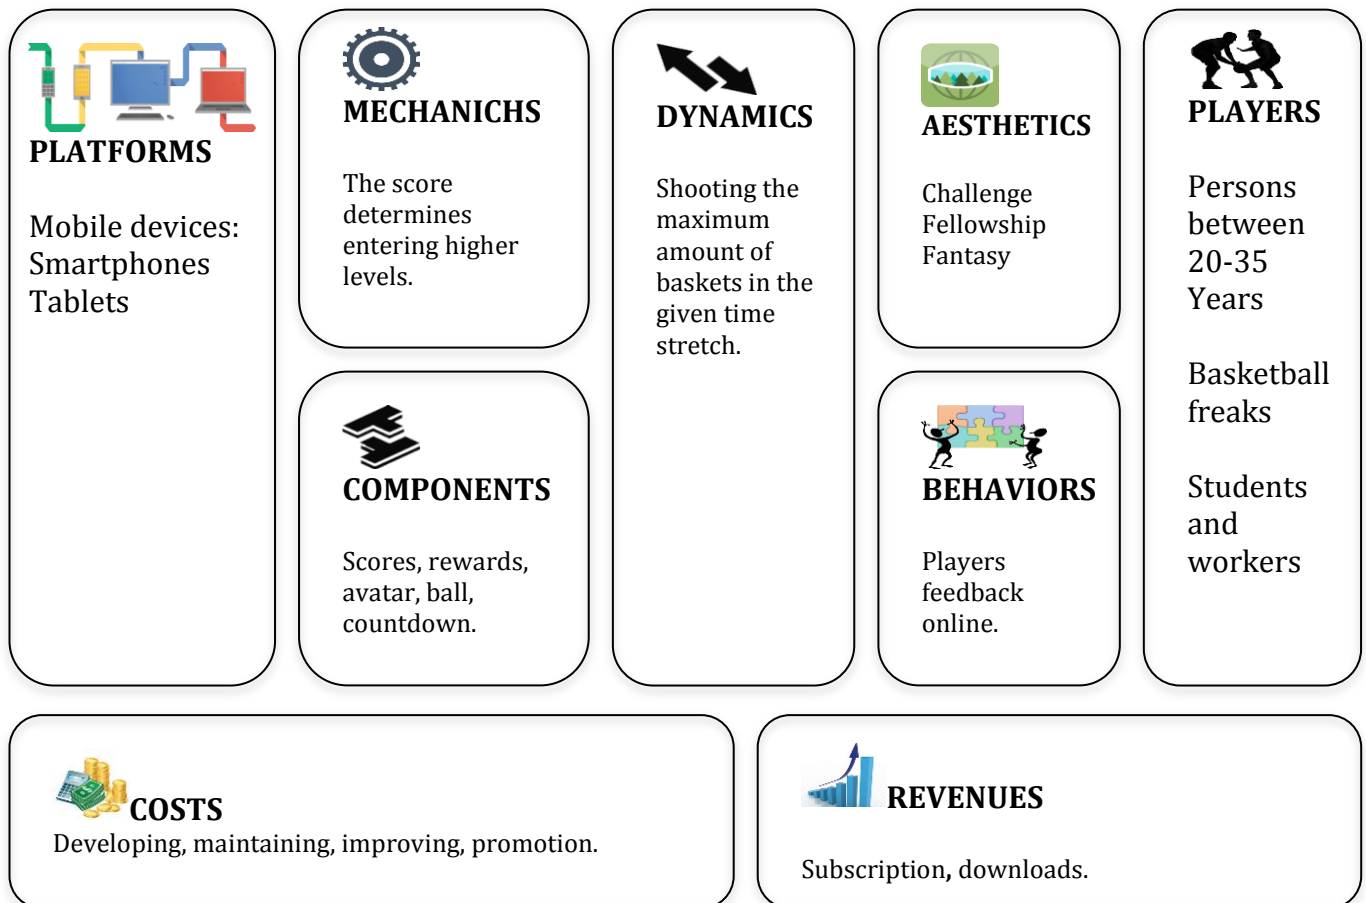 PLATFORMS
Mobile devices:
Smartphones
Tablets
MECHANICHS
The score
determines
entering higher
levels.
COMPONENTS
Scores, rewards,
avatar, ball,
countdown.
DYNAMICS
Shooting the
maximum
amount of
baskets in the
given time
stretch.
AESTHETICS
Challenge
Fellowship
Fantasy
BEHAVIORS
Players
feedback
online.
PLAYERS
Persons
between
20-35
Years
Basketball
freaks
Students
and
workers
COSTS
Developing, maintaining, improving, promotion.
REVENUES
Subscription, downloads.